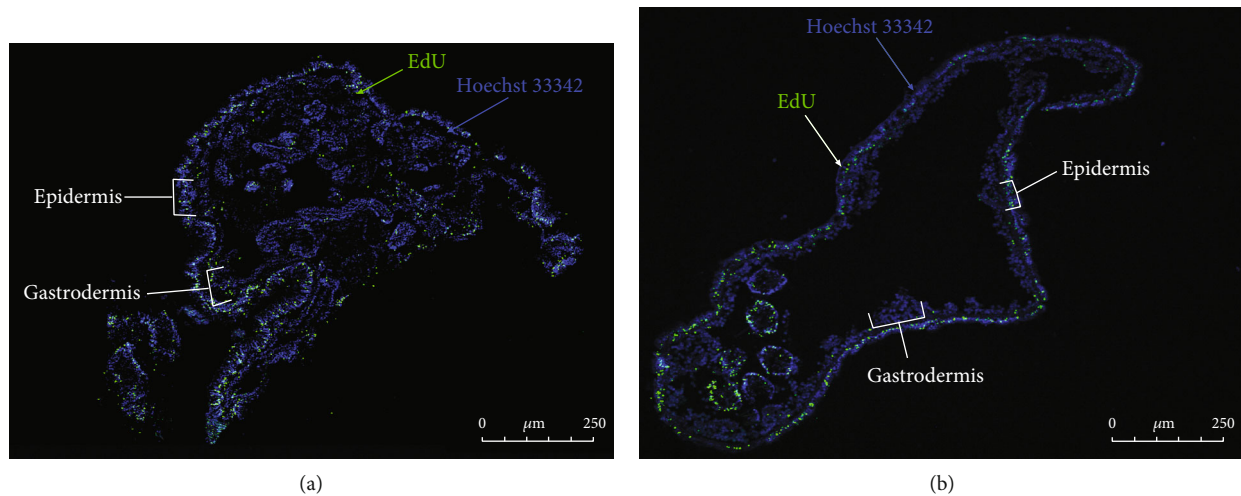 EdU
Hoechst 33342
Epidermis
Gastrodermis
0 μm 250
(a)
Hoechst 33342
EdU
Epidermis
Gastrodermis
0 μm 250
(b)